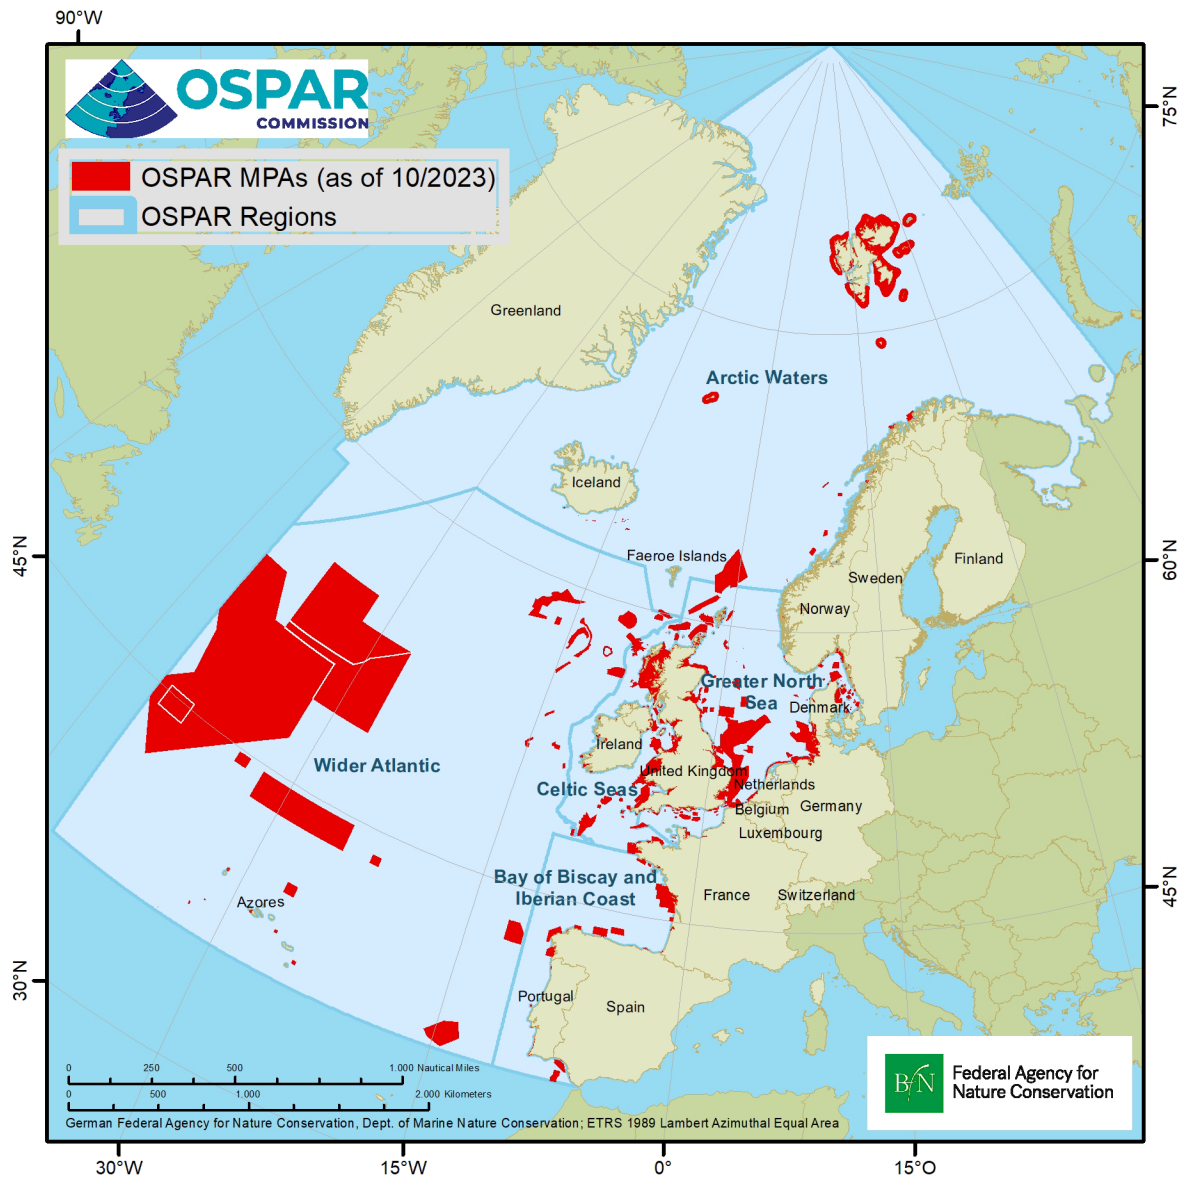 90°W
OSPAR
COMMISSION
75°N
OSPAR MPAs (as of 10/2023)
OSPAR Regions
Greenland
Arctic Waters
Iceland
45°N
Faeroe Islands
60°N
Finland
Sweden
Norway
Greater North
Sea
Denmark
Ireland
Wider Atlantic
United Kingdom
Celtic Seas
Netherlands
Belgium
Germany
Luxembourg
Bay of Biscay and
Iberian Coast
France
Switzerland
45°N
Azores
30°N
Portugal
Spain
0 250 500 1.000 Nautical Miles
0 500 1.000 2.000 Kilometers
BfN
Federal Agency for
Nature Conservation
German Federal Agency for Nature Conservation, Dept. of Marine Nature Conservation; ETRS 1989 Lambert Azimuthal Equal Area
30°W
15°W
0°
15°O